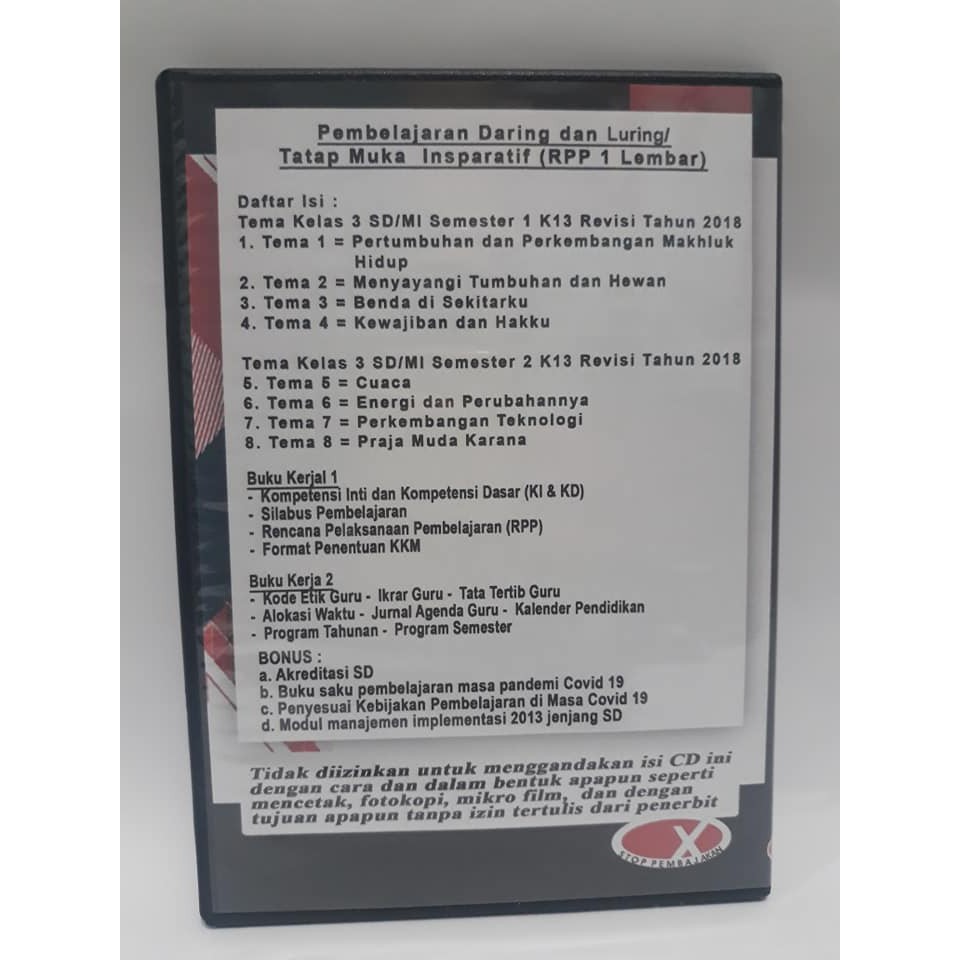 Pembelajaran Daring dan Luring/
Tatap Muka Insparatif (RPP 1 Lembar)
Daftar Isi :
Tema Kelas 3 SD/MI Semester 1 K13 Revisi Tahun 2018
1. Tema 1 = Pertumbuhan dan Perkembangan Makhluk
Hidup
2. Tema 2 = Menyayangi Tumbuhan dan Hewan
3. Tema 3 = Benda di Sekitarku
4. Tema 4 = Kewajiban dan Hakku
Tema Kelas 3 SD/MI Semester 2 K13 Revisi Tahun 2018
5. Tema 5 = Cuaca
6. Tema 6 = Energi dan Perubahannya
7. Tema 7 = Perkembangan Teknologi
8. Tema 8 = Praja Muda Karana
Buku Kerjal 1
- Kompetensi Inti dan Kompetensi Dasar (KI & KD)
- Silabus Pembelajaran
- Rencana Pelaksanaan Pembelajaran (RPP)
- Format Penentuan KKM
Buku Kerja 2
- Kode Etik Guru - Ikrar Guru - Tata Tertib Guru
- Alokasi Waktu - Jurnal Agenda Guru - Kalender Pendidikan
- Program Tahunan - Program Semester
BONUS :
a. Akreditasi SD
b. Buku saku pembelajaran masa pandemi Covid 19
c. Penyesuai Kebijakan Pembelajaran di Masa Covid 19
d. Modul manajemen implementasi 2013 jenjang SD
Tidak diizinkan untuk menggandakan isi CD ini
dengan cara dan dalam bentuk apapun seperti
mencetak, fotokopi, mikro film, dan dengan
tujuan apapun tanpa izin tertulis dari penerbit
X
STOP PEMBAJAKAN